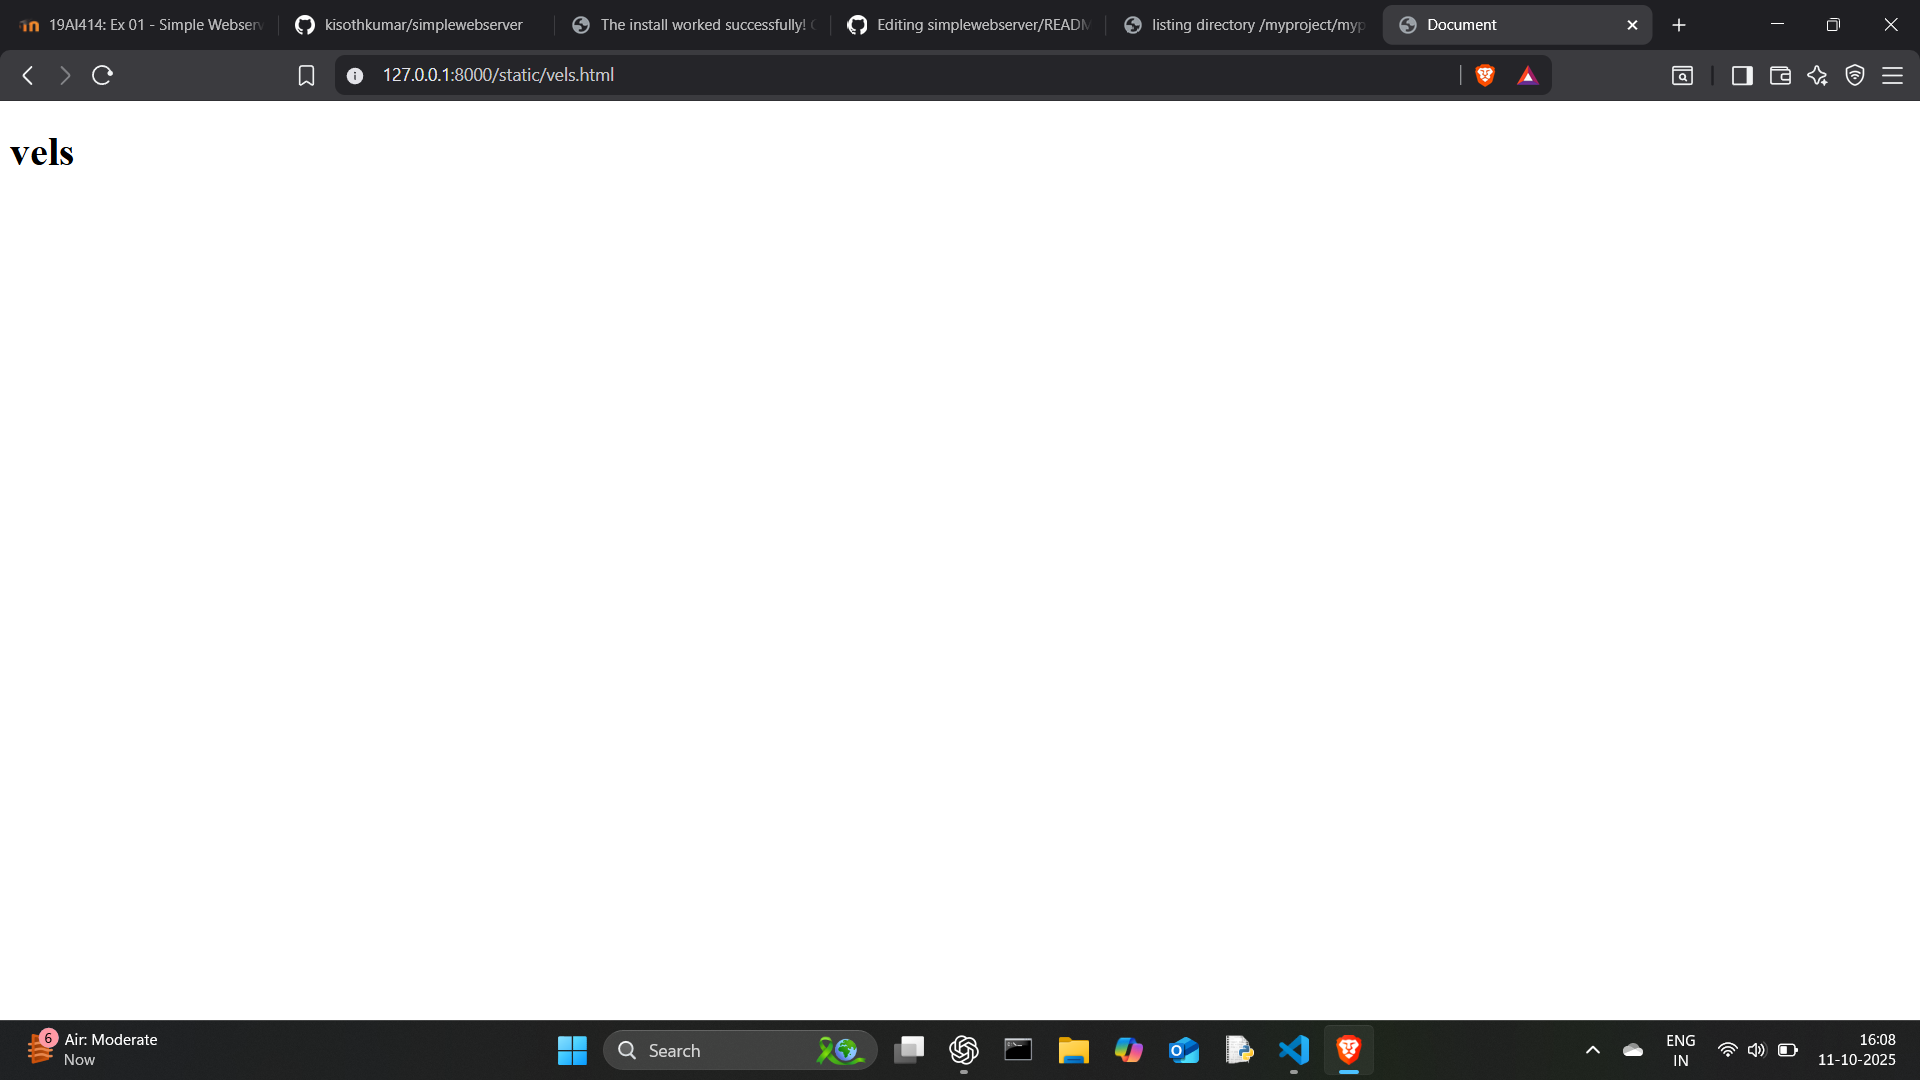 19AI414: Ex 01 - Simple Webserv
kisothkumar/simplewebserver
The install worked successfully!
Editing simplewebserver/READM
listing directory /myproject/myp
Document
127.0.0.1:8000/static/vels.html
vels
6
Air: Moderate
Now
Search
ENG
IN
16:08
11-10-2025